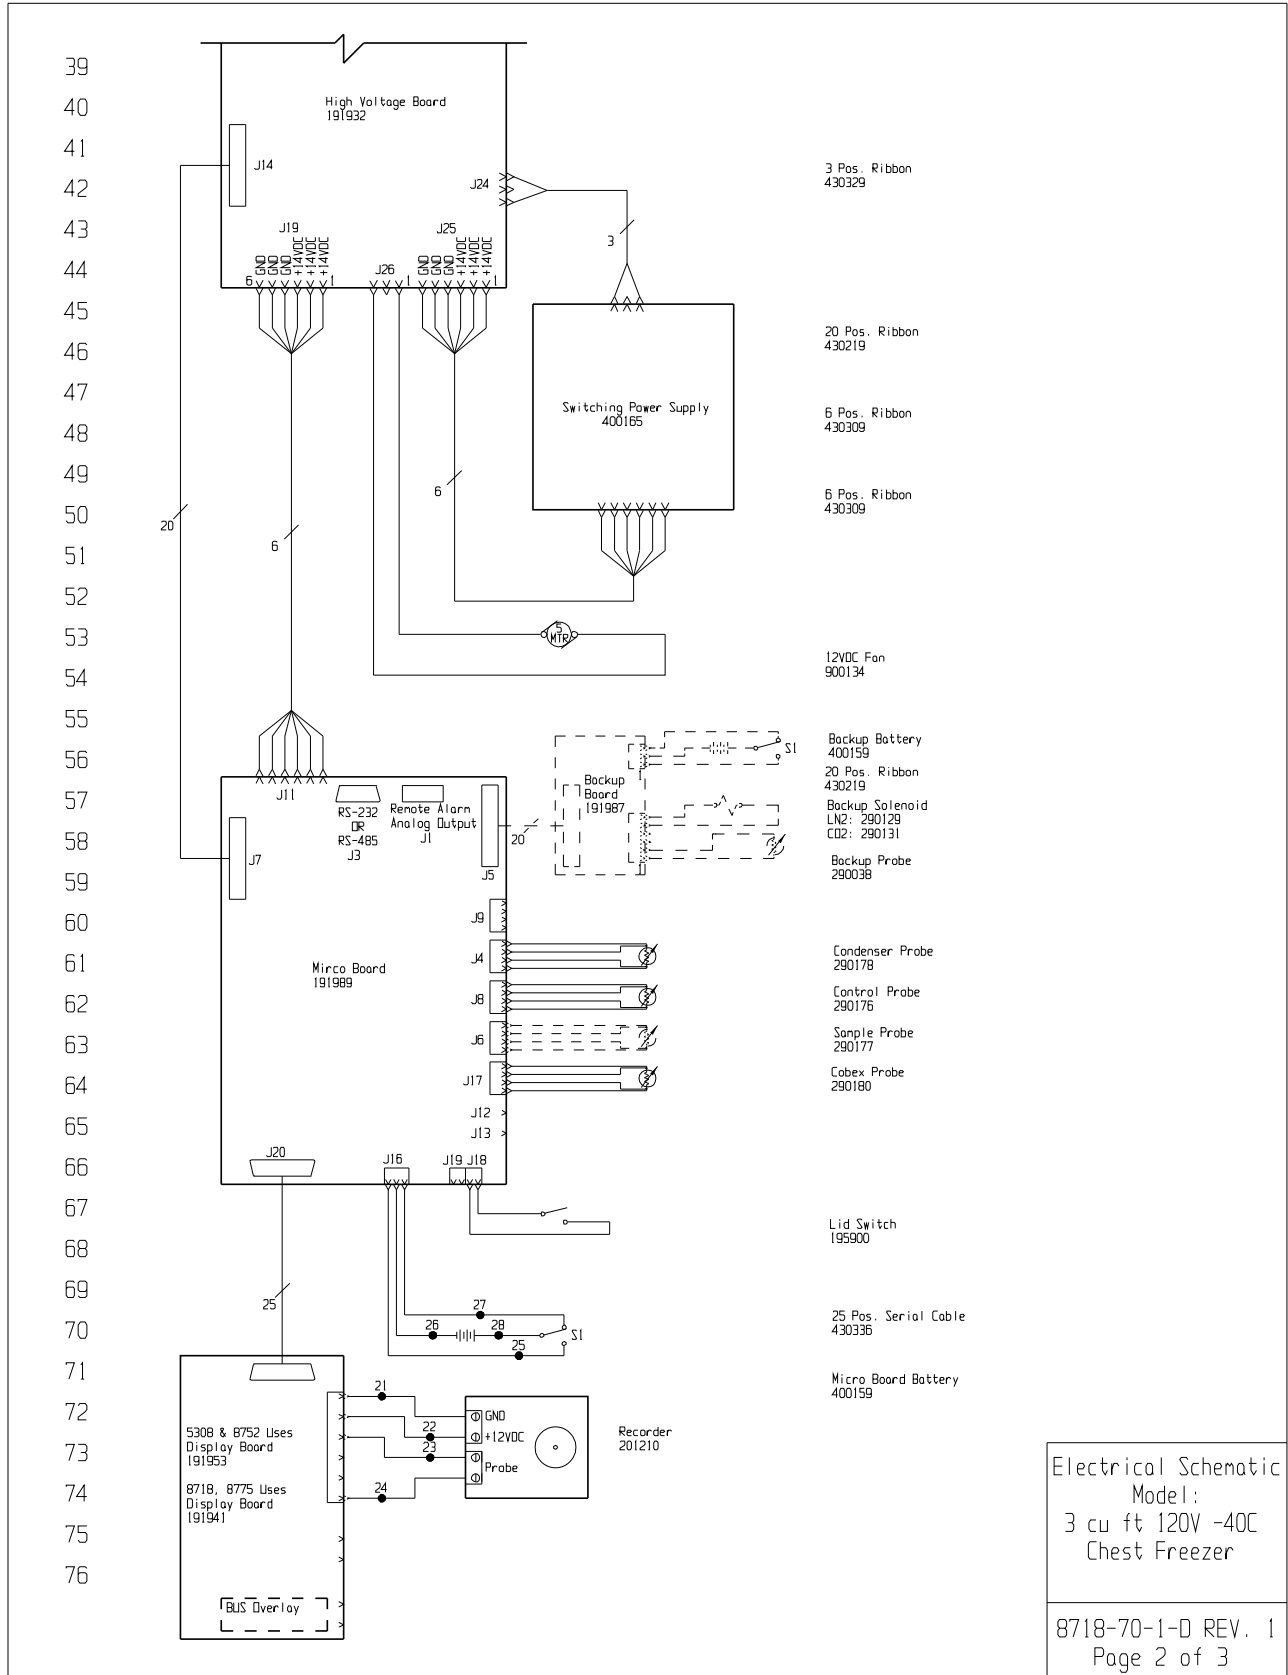 39
40
41
42
43
44
45
46
47
48
49
50
51
52
53
54
55
56
57
58
59
60
61
62
63
64
65
66
67
68
69
70
71
72
73
74
75
76
High Voltage Board
191932
J14
J24
J19
GND
GND
GND
+14VDC
+14VDC
+14VDC
6
1
J26
1
J25
GND
GND
GND
+14VDC
+14VDC
+14VDC
1
3
Switching Power Supply
400165
20
6
6
5
MTR
J11
RS-232
OR
RS-485
J3
Remote Alarm
Analog Output
J1
J7
J5
20
Backup
Board
191987
1
1
S1
J9
J4
J8
J6
J17
J12
J13
Mirco Board
191989
J20
J16
J19
J18
25
27
26
28
25
S1
21
22
23
24
GND
+12VDC
Probe
Recorder
201210
5308 & 8752 Uses
Display Board
191953
8718, 8775 Uses
Display Board
191941
BUS Overlay
3 Pos. Ribbon
430329
20 Pos. Ribbon
430219
6 Pos. Ribbon
430309
6 Pos. Ribbon
430309
12VDC Fan
900134
Backup Battery
400159
20 Pos. Ribbon
430219
Backup Solenoid
LN2: 290129
CO2: 290131
Backup Probe
290038
Condenser Probe
290178
Control Probe
290176
Sample Probe
290177
Cobex Probe
290180
Lid Switch
195900
25 Pos. Serial Cable
430336
Micro Board Battery
400159
Electrical Schematic
Model:
3 cu ft 120V -40C
Chest Freezer
8718-70-1-D REV. 1
Page 2 of 3